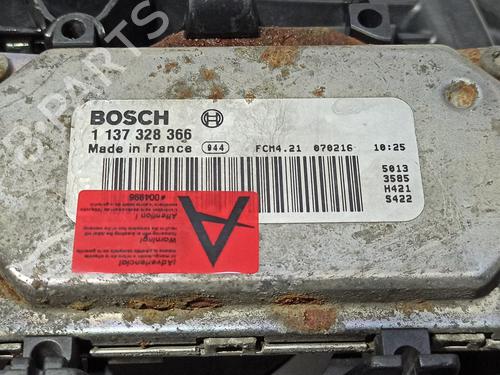 BOSCH
1 137 328 366
Made in France 944 FCM4.21 070216 10:25
5013
3585
H421
S422
#004896
Attention !
Warning!
¡Advertencia!
A
PARTS